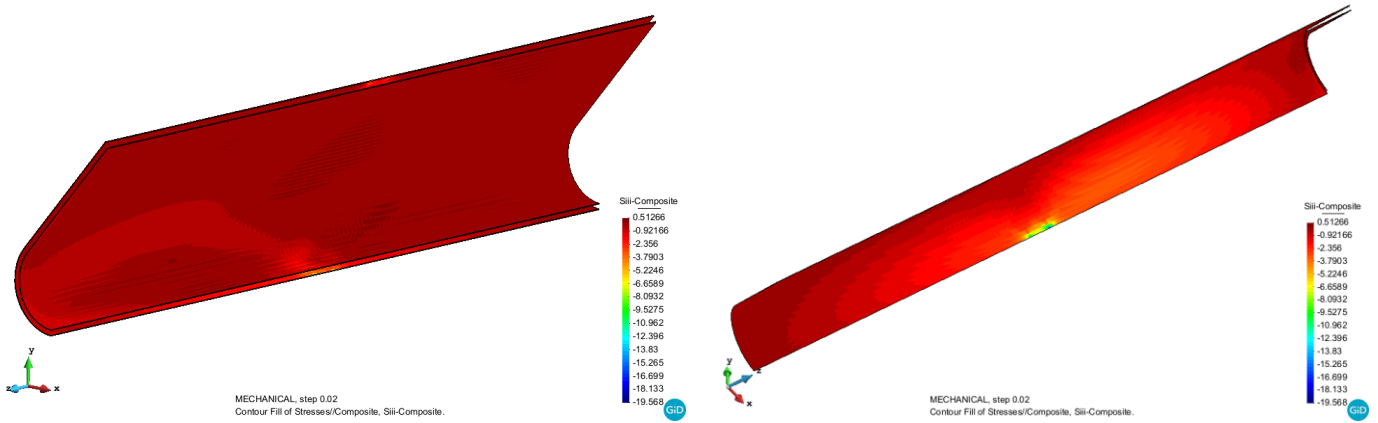 Siii-Composite
0.51266
-0.92166
-2.356
-3.7903
-5.2246
-6.6589
-8.0932
-9.5275
-10.962
-12.396
-13.83
-15.265
-16.699
-18.133
-19.568
y
z
x
MECHANICAL, step 0.02
Contour Fill of Stresses//Composite, Siii-Composite.
GiD
Siii-Composite
0.51266
-0.92166
-2.356
-3.7903
-5.2246
-6.6589
-8.0932
-9.5275
-10.962
-12.396
-13.83
-15.265
-16.699
-18.133
-19.568
y
z
x
MECHANICAL, step 0.02
Contour Fill of Stresses//Composite, Siii-Composite.
GiD